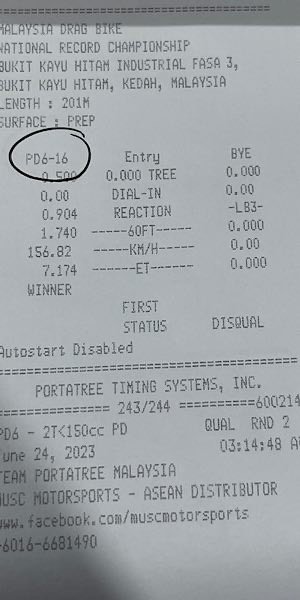 MALAYSIA DRAG BIKE
NATIONAL RECORD CHAMPIONSHIP
BUKIT KAYU HITAM INDUSTRIAL FASA 3,
BUKIT KAYU HITAM, KEDAH, MALAYSIA
LENGTH : 201M
SURFACE : PREP
PD6-16 Entry BYE
0.500 0.000 TREE 0.000
0.00 DIAL-IN 0.00
0.904 REACTION -LB3-
1.740 -----60FT----- 0.000
156.82 -----KM/H----- 0.00
7.174 ------ET------ 0.000
WINNER
FIRST
STATUS DISQUAL
Autostart Disabled
PORTATREE TIMING SYSTEMS, INC.
=============== 243/244 ==========600214
PD6 - 2T<150cc PD QUAL RND 2
June 24, 2023 03:14:48 A
TEAM PORTATREE MALAYSIA
MUSC MOTORSPORTS - ASEAN DISTRIBUTOR
www.facebook.com/muscmotorsports
-6016-6681490